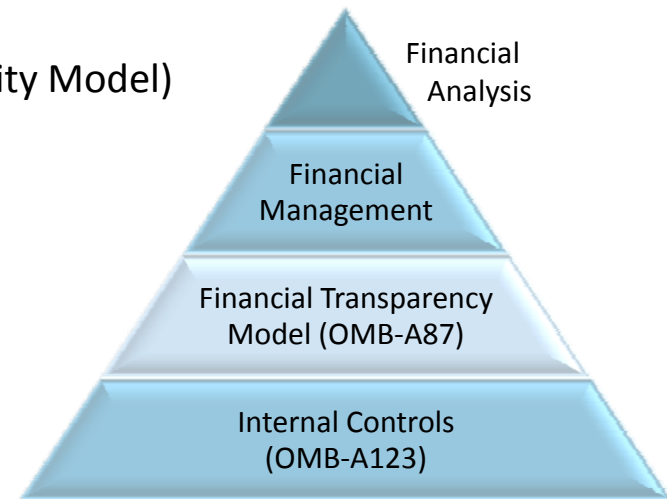 Financial
Analysis
ity Model)
Financial
Management
Financial Transparency
Model (OMB-A87)
Internal Controls
(OMB-A123)